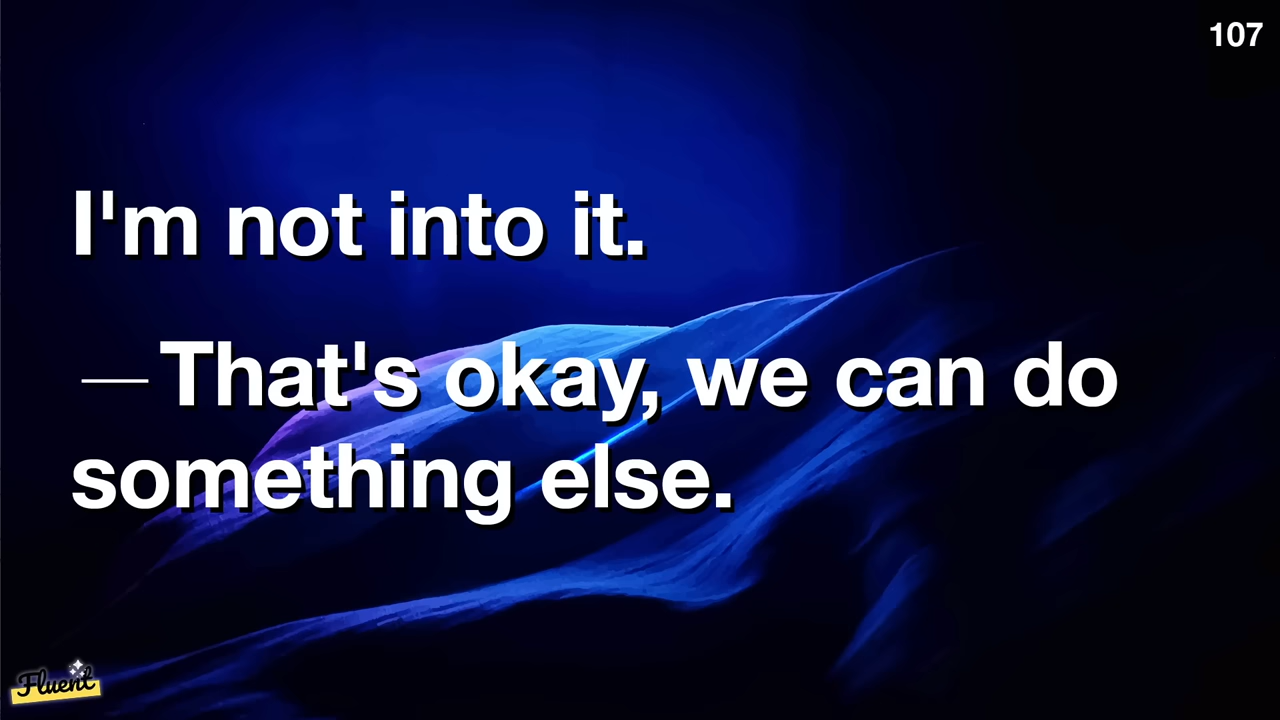 107
I'm not into it.
—That's okay, we can do
something else.
Fluent